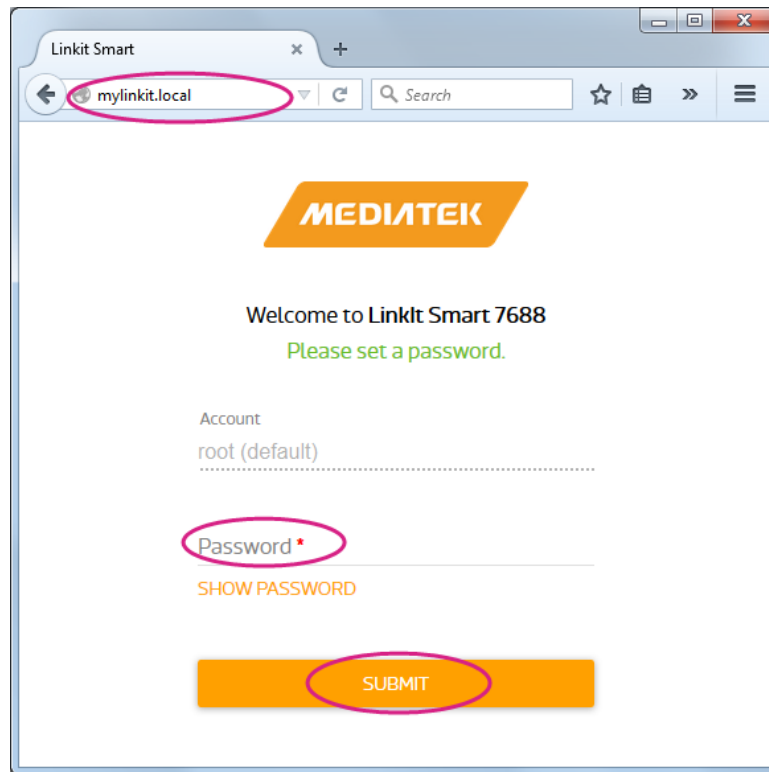 Linkit Smart
mylinkit.local
Search
MEDIATEK
Welcome to LinkIt Smart 7688
Please set a password.
Account
root (default)
Password *
SHOW PASSWORD
SUBMIT